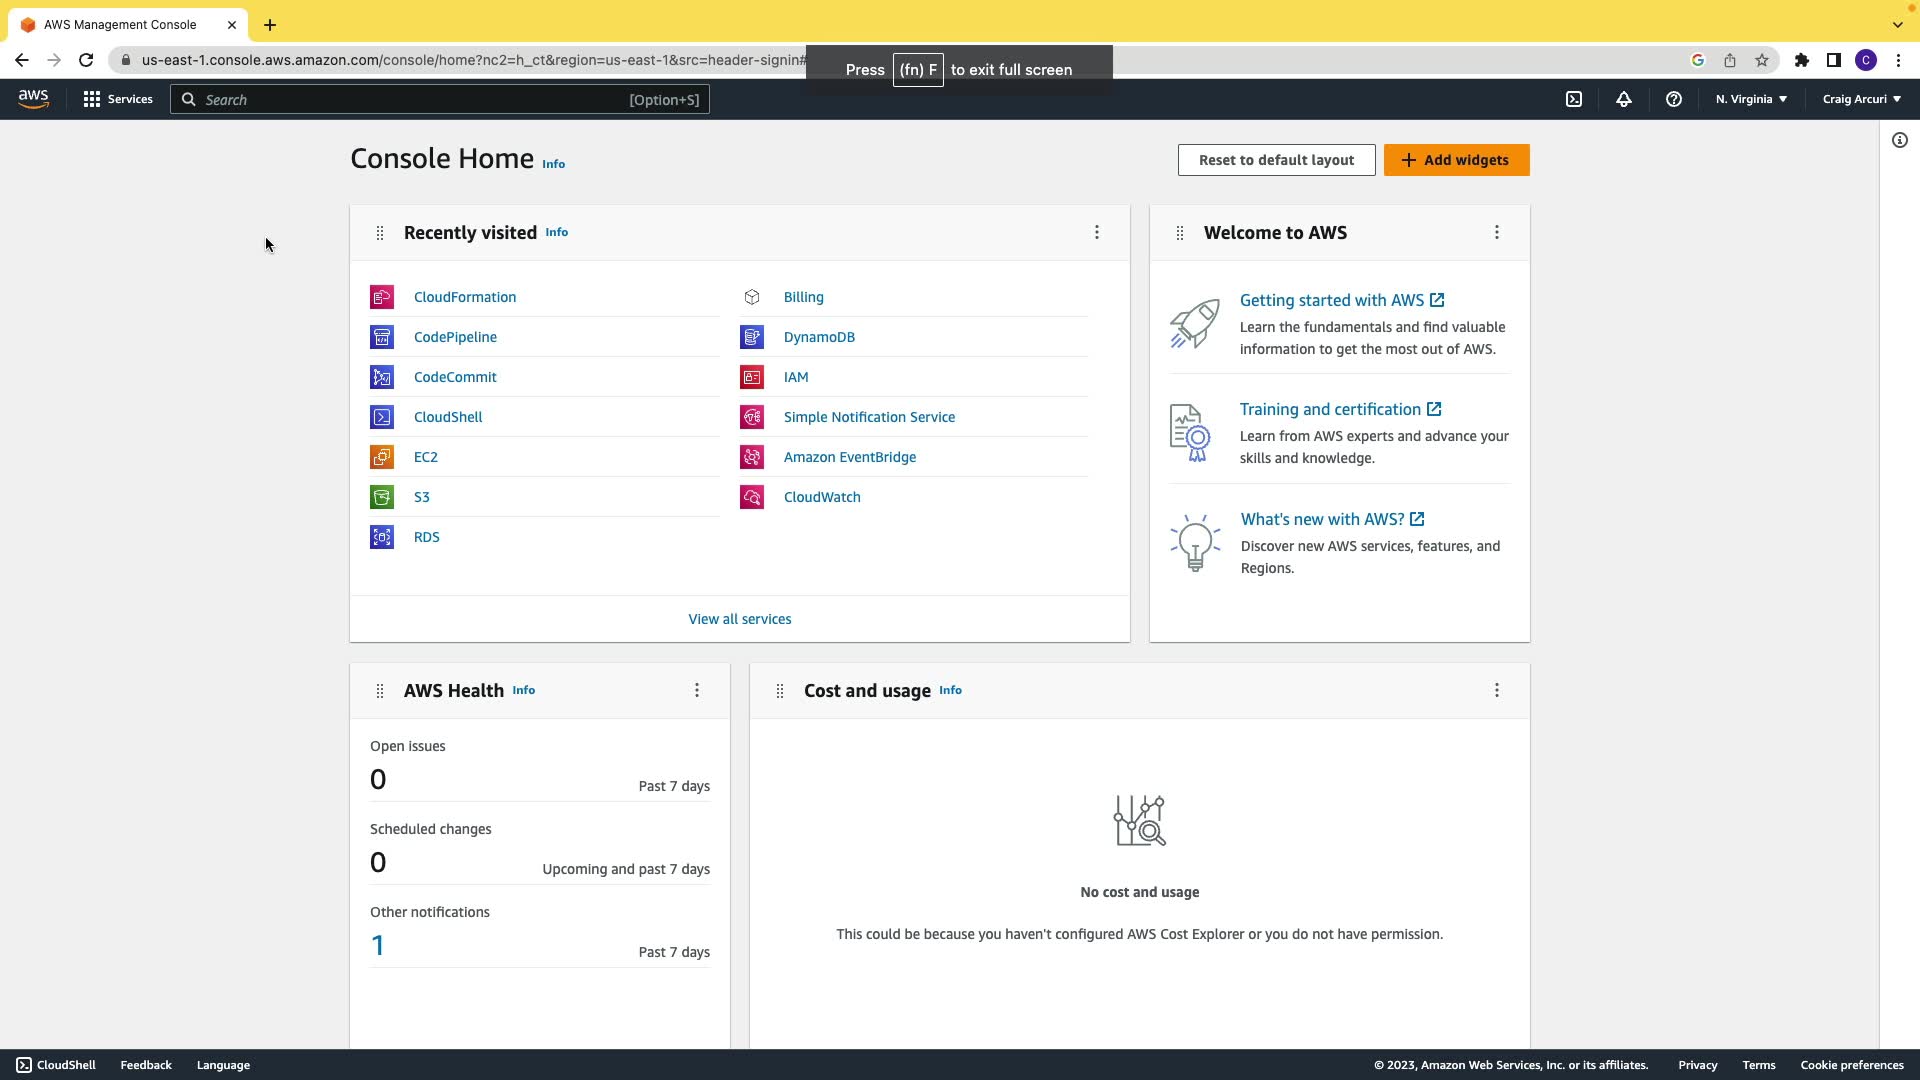 AWS Management Console
us-east-1.console.aws.amazon.com/console/home?nc2=h_ct&region=us-east-1&src=header-signin#
Press (fn) F to exit full screen
C
aws
Services
Search [Option+S]
N. Virginia
Craig Arcuri
Console Home Info
Reset to default layout
Add widgets
Recently visited Info
CloudFormation
CodePipeline
CodeCommit
CloudShell
EC2
S3
RDS
Billing
DynamoDB
IAM
Simple Notification Service
Amazon EventBridge
CloudWatch
View all services
Welcome to AWS
Getting started with AWS
Learn the fundamentals and find valuable
information to get the most out of AWS.
Training and certification
Learn from AWS experts and advance your
skills and knowledge.
What's new with AWS?
Discover new AWS services, features, and
Regions.
AWS Health Info
Open issues
0 Past 7 days
Scheduled changes
0 Upcoming and past 7 days
Other notifications
1 Past 7 days
Cost and usage Info
No cost and usage
This could be because you haven't configured AWS Cost Explorer or you do not have permission.
CloudShell Feedback Language
© 2023, Amazon Web Services, Inc. or its affiliates. Privacy Terms Cookie preferences